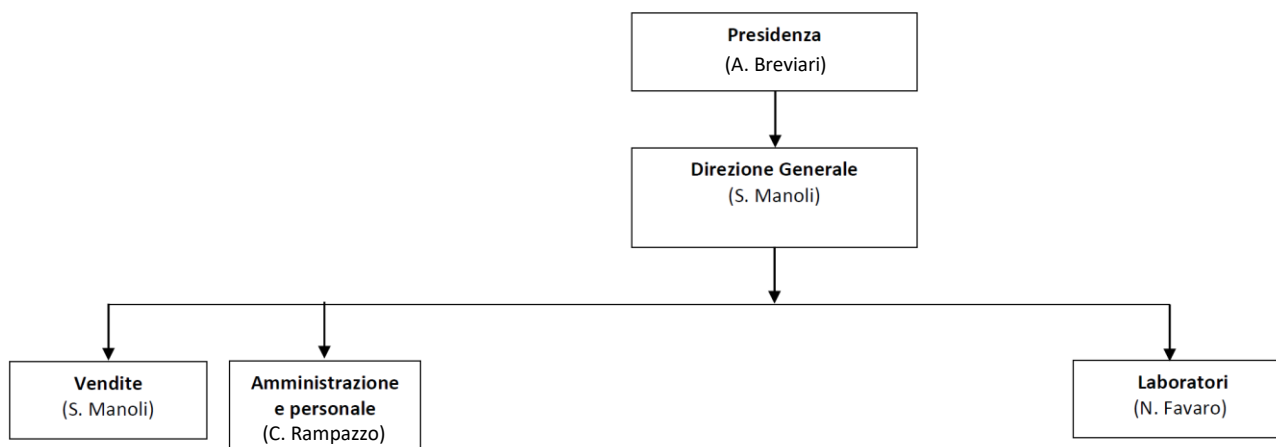 Presidenza
(A. Breviari)
Direzione Generale
(S. Manoli)
Vendite
(S. Manoli)
Amministrazione
e personale
(C. Rampazzo)
Laboratori
(N. Favaro)